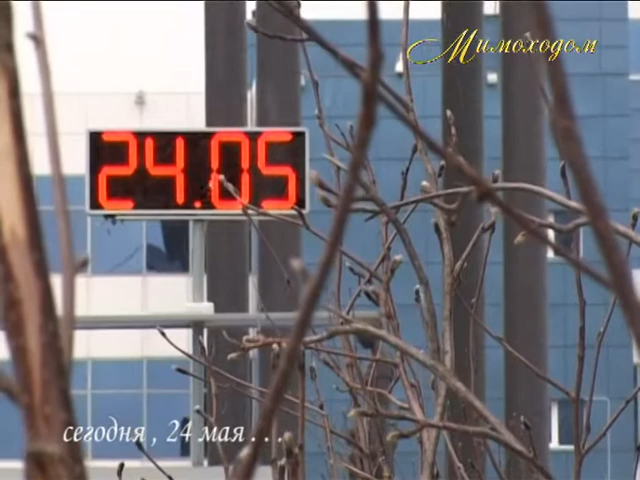 Мимоходом
24.05
сегодня , 24 мая . . .